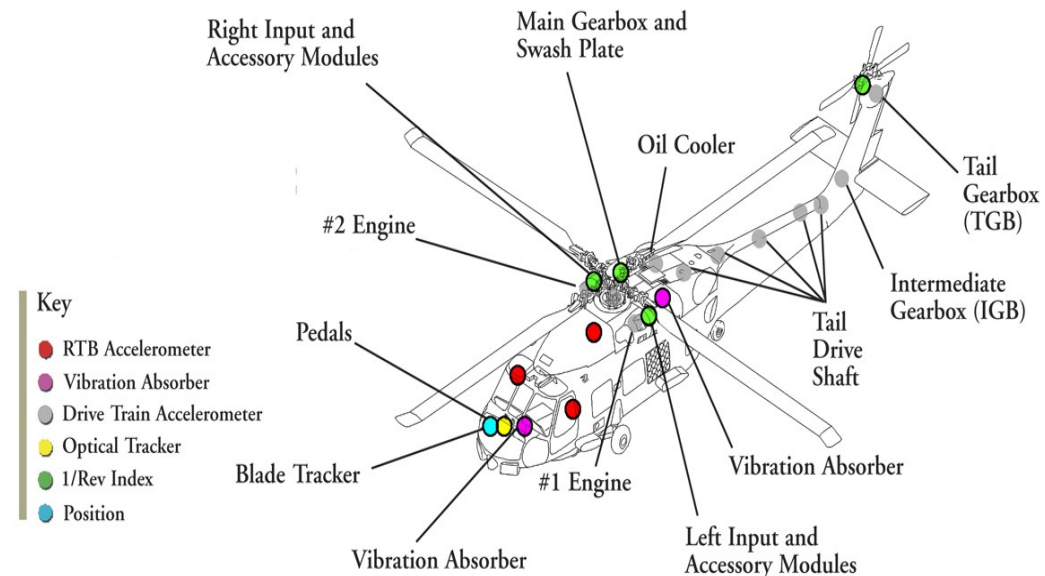 Right Input and
Accessory Modules
Main Gearbox and
Swash Plate
Oil Cooler
#2 Engine
Tail
Gearbox
(TGB)
Intermediate
Gearbox (IGB)
Key
RTB Accelerometer
Vibration Absorber
Drive Train Accelerometer
Optical Tracker
1/Rev Index
Position
Pedals
Tail
Drive
Shaft
Blade Tracker
#1 Engine
Vibration Absorber
Vibration Absorber
Left Input and
Accessory Modules